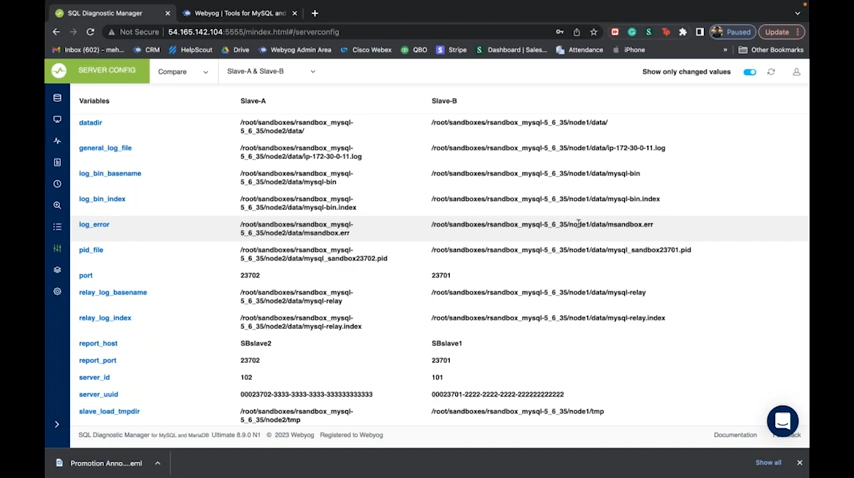 SQL Diagnostic Manager
Webyog | Tools for MySQL and
Not Secure 54.165.142.104:5555/mindex.html#/serverconfig
Paused
Update
Inbox (602) - meh...
CRM
HelpScout
Drive
Webyog Admin Area
Cisco Webex
QBO
Stripe
Dashboard | Sales...
Attendance
iPhone
»
Other Bookmarks
SERVER CONFIG
Compare
Slave-A & Slave-B
Show only changed values
Variables Slave-A Slave-B
datadir /root/sandboxes/rsandbox_mysql- /root/sandboxes/rsandbox_mysql-5_6_35/node1/data/
5_6_35/node2/data/
general_log_file /root/sandboxes/rsandbox_mysql- /root/sandboxes/rsandbox_mysql-5_6_35/node1/data/ip-172-30-0-11.log
5_6_35/node2/data/ip-172-30-0-11.log
log_bin_basename /root/sandboxes/rsandbox_mysql- /root/sandboxes/rsandbox_mysql-5_6_35/node1/data/mysql-bin
5_6_35/node2/data/mysql-bin
log_bin_index /root/sandboxes/rsandbox_mysql- /root/sandboxes/rsandbox_mysql-5_6_35/node1/data/mysql-bin.index
5_6_35/node2/data/mysql-bin.index
log_error /root/sandboxes/rsandbox_mysql- /root/sandboxes/rsandbox_mysql-5_6_35/node1/data/msandbox.err
5_6_35/node2/data/msandbox.err
pid_file /root/sandboxes/rsandbox_mysql- /root/sandboxes/rsandbox_mysql-5_6_35/node1/data/mysql_sandbox23701.pid
5_6_35/node2/data/mysql_sandbox23702.pid
port 23702 23701
relay_log_basename /root/sandboxes/rsandbox_mysql- /root/sandboxes/rsandbox_mysql-5_6_35/node1/data/mysql-relay
5_6_35/node2/data/mysql-relay
relay_log_index /root/sandboxes/rsandbox_mysql- /root/sandboxes/rsandbox_mysql-5_6_35/node1/data/mysql-relay.index
5_6_35/node2/data/mysql-relay.index
report_host SBslave2 SBslave1
report_port 23702 23701
server_id 102 101
server_uuid 00023702-3333-3333-3333-333333333333 00023701-2222-2222-2222-222222222222
slave_load_tmpdir /root/sandboxes/rsandbox_mysql- /root/sandboxes/rsandbox_mysql-5_6_35/node1/tmp
5_6_35/node2/tmp
SQL Diagnostic Manager for MySQL and MariaDB Ultimate 8.9.0 N1 © 2023 Webyog Registered to Webyog
Documentation
Promotion Anno....eml
Show all